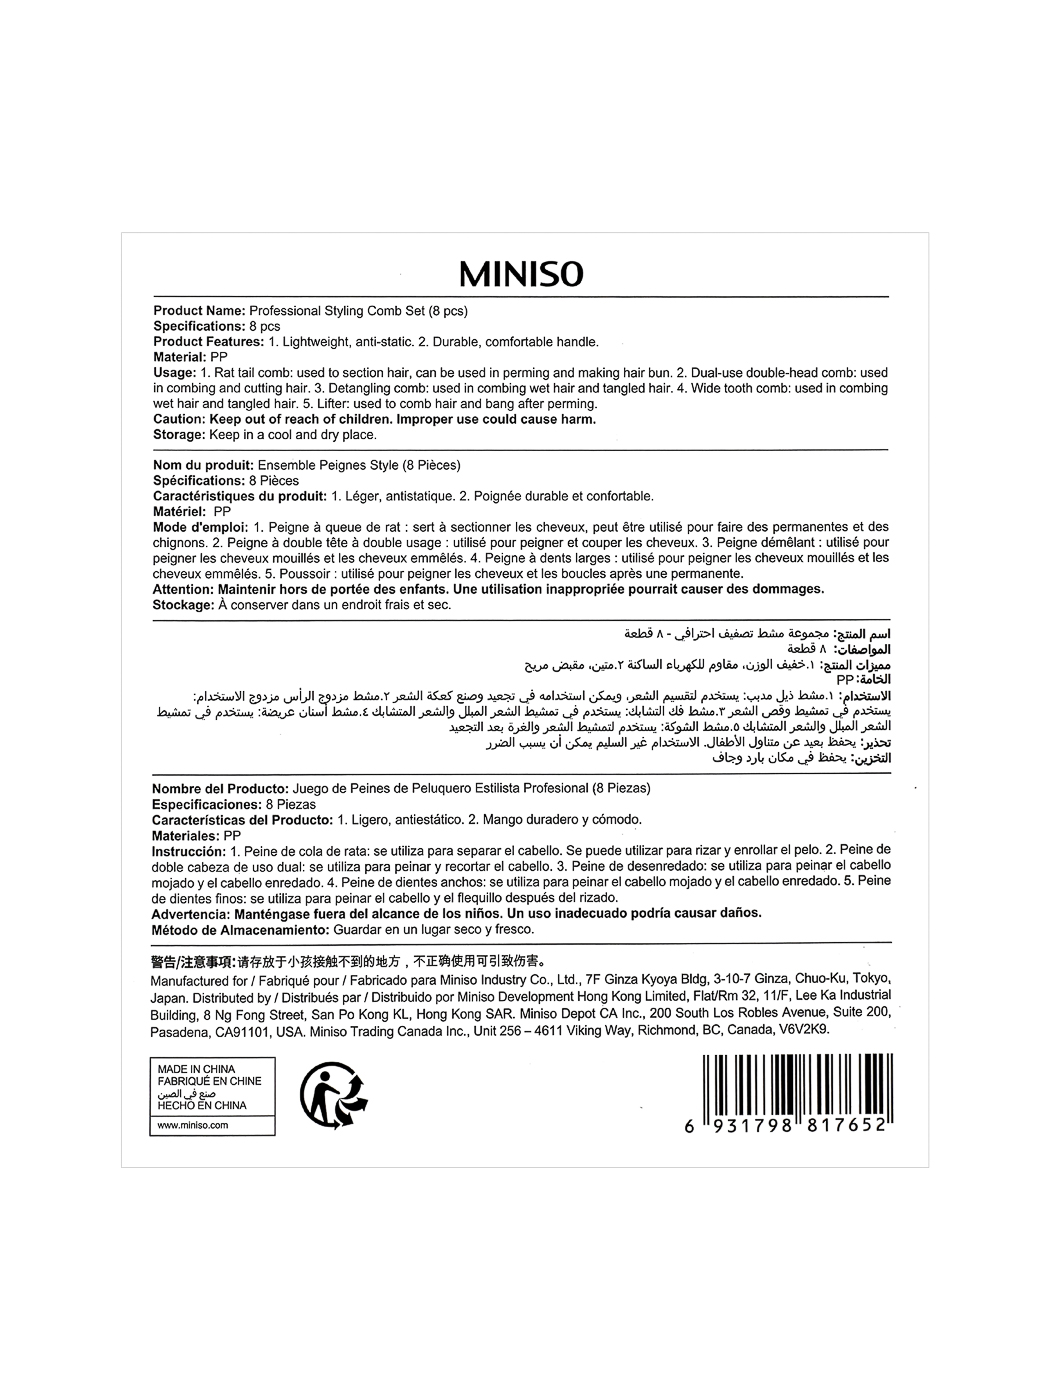 MINISO
Product Name: Professional Styling Comb Set (8 pcs)
Specifications: 8 pcs
Product Features: 1. Lightweight, anti-static. 2. Durable, comfortable handle.
Material: PP
Usage: 1. Rat tail comb: used to section hair, can be used in perming and making hair bun. 2. Dual-use double-head comb: used
in combing and cutting hair. 3. Detangling comb: used in combing wet hair and tangled hair. 4. Wide tooth comb: used in combing
wet hair and tangled hair. 5. Lifter: used to comb hair and bang after perming.
Caution: Keep out of reach of children. Improper use could cause harm.
Storage: Keep in a cool and dry place.
Nom du produit: Ensemble Peignes Style (8 Pièces)
Spécifications: 8 Pièces
Caractéristiques du produit: 1. Léger, antistatique. 2. Poignée durable et confortable.
Matériel: PP
Mode d'emploi: 1. Peigne à queue de rat : sert à sectionner les cheveux, peut être utilisé pour faire des permanentes et des
chignons. 2. Peigne à double tête à double usage : utilisé pour peigner et couper les cheveux. 3. Peigne démêlant : utilisé pour
peigner les cheveux mouillés et les cheveux emmêlés. 4. Peigne à dents larges : utilisé pour peigner les cheveux mouillés et les
cheveux emmêlés. 5. Poussoir : utilisé pour peigner les cheveux et les boucles après une permanente.
Attention: Maintenir hors de portée des enfants. Une utilisation inappropriée pourrait causer des dommages.
Stockage: À conserver dans un endroit frais et sec.
اسم المنتج: مجموعة مشط تصفيف احترافي - ٨ قطعة
المواصفات: ٨ قطعة
مميزات المنتج: ١.خفيف الوزن، مقاوم للكهرباء الساكنة ٢.متين، مقبض مريح
الخامة: PP
الاستخدام: ١.مشط ذيل مدبب: يستخدم لتقسيم الشعر، ويمكن استخدامه في تجعيد وصنع كعكة الشعر ٢.مشط مزدوج الرأس مزدوج الاستخدام:
يستخدم في تمشيط وقص الشعر ٣.مشط فك التشابك: يستخدم في تمشيط الشعر المبلل والشعر المتشابك ٤.مشط أسنان عريضة: يستخدم في تمشيط
الشعر المبلل والشعر المتشابك ٥.مشط الشوكة: يستخدم لتمشيط الشعر والغرة بعد التجعيد
تحذير: يحفظ بعيد عن متناول الأطفال. الاستخدام غير السليم يمكن أن يسبب الضرر
التخزين: يحفظ في مكان بارد وجاف
Nombre del Producto: Juego de Peines de Peluquero Estilista Profesional (8 Piezas)
Especificaciones: 8 Piezas
Características del Producto: 1. Ligero, antiestático. 2. Mango duradero y cómodo.
Materiales: PP
Instrucción: 1. Peine de cola de rata: se utiliza para separar el cabello. Se puede utilizar para rizar y enrollar el pelo. 2. Peine de
doble cabeza de uso dual: se utiliza para peinar y recortar el cabello. 3. Peine de desenredado: se utiliza para peinar el cabello
mojado y el cabello enredado. 4. Peine de dientes anchos: se utiliza para peinar el cabello mojado y el cabello enredado. 5. Peine
de dientes finos: se utiliza para peinar el cabello y el flequillo después del rizado.
Advertencia: Manténgase fuera del alcance de los niños. Un uso inadecuado podría causar daños.
Método de Almacenamiento: Guardar en un lugar seco y fresco.
警告/注意事項:请存放于小孩接触不到的地方，不正确使用可引致伤害。
Manufactured for / Fabriqué pour / Fabricado para Miniso Industry Co., Ltd., 7F Ginza Kyoya Bldg, 3-10-7 Ginza, Chuo-Ku, Tokyo,
Japan. Distributed by / Distribués par / Distribuido por Miniso Development Hong Kong Limited, Flat/Rm 32, 11/F, Lee Ka Industrial
Building, 8 Ng Fong Street, San Po Kong KL, Hong Kong SAR. Miniso Depot CA Inc., 200 South Los Robles Avenue, Suite 200,
Pasadena, CA91101, USA. Miniso Trading Canada Inc., Unit 256 – 4611 Viking Way, Richmond, BC, Canada, V6V2K9.
MADE IN CHINA
FABRIQUÉ EN CHINE
صنع في الصين
HECHO EN CHINA
www.miniso.com
6 931798 817652